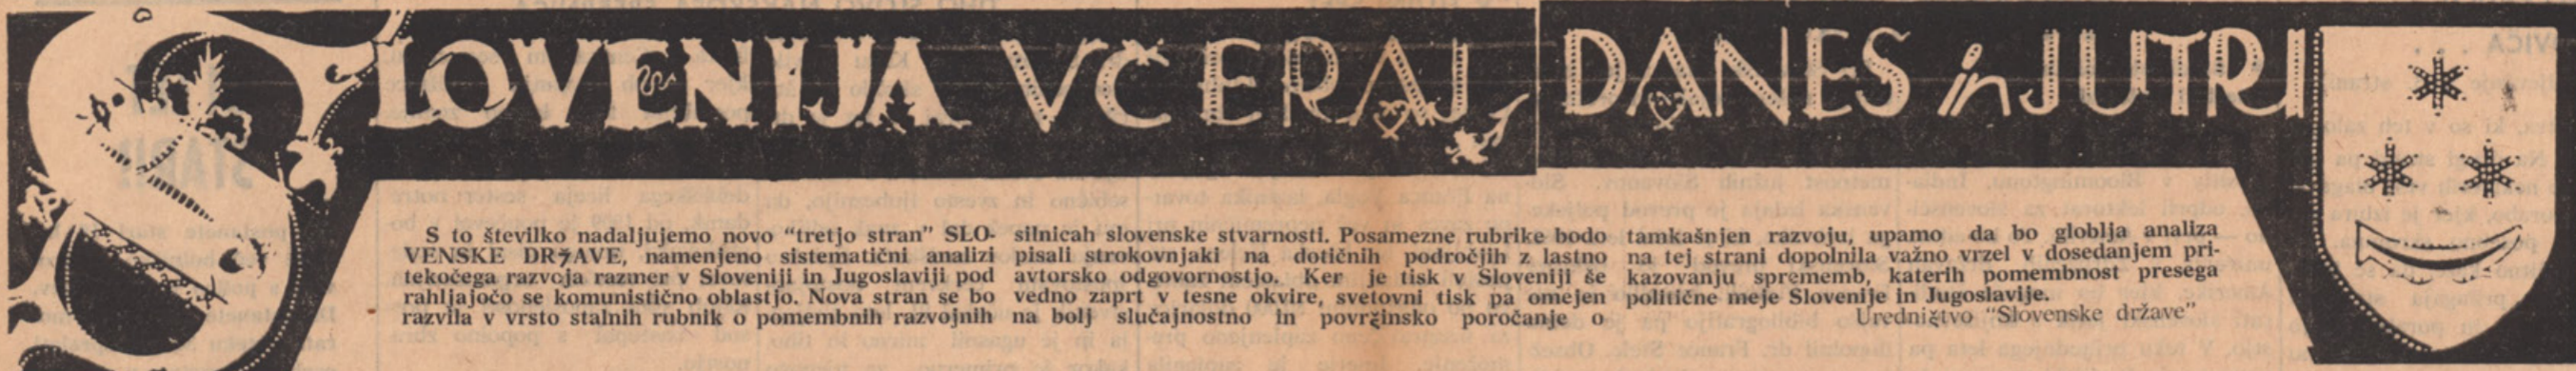 SLOVENIJA VČERAJ DANES in JUTRI
S to številko nadaljujemo novo “tretjo stran” SLO-
VENSKE DRŽAVE, namenjeno sistematični analizi
tekočega razvoja razmer v Sloveniji in Jugoslaviji pod
rahljajočo se komunistično oblastjo. Nova stran se bo
razvila v vrsto stalnih rubnik o pomembnih razvojnih
silnicah slovenske stvarnosti. Posamezne rubrike bodo
pisali strokovnjaki na dotičnih področjih z lastno
avtorsko odgovornostjo. Ker je tisk v Sloveniji še
vedno zaprt v tesne okvire, svetovni tisk pa omejen
na bolj slučajnostno in površinsko poročanje o
tamkašnjen razvoju, upamo da bo globlja analiza
na tej strani dopolnila važno vrzel v dosedanjem pri-
kazovanju sprememb, katerih pomembnost presega
politične meje Slovenije in Jugoslavije.
Uredništvo “Slovenske države”